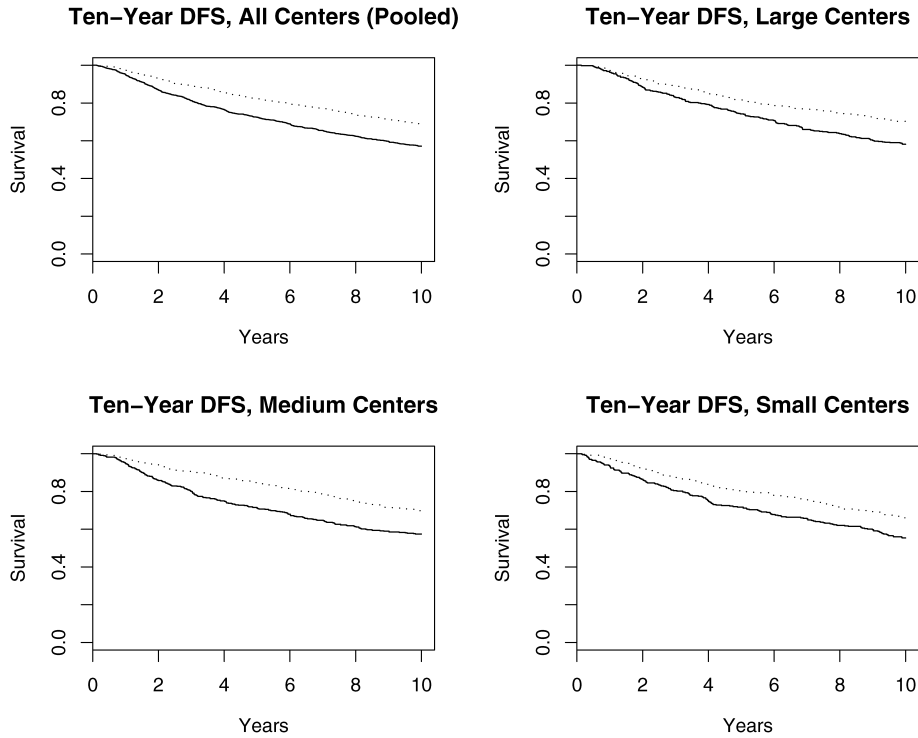 Ten−Year DFS, All Centers (Pooled)
Survival
0.0 0.4 0.8
0 2 4 6 8 10
Years
Ten−Year DFS, Large Centers
Survival
0.0 0.4 0.8
0 2 4 6 8 10
Years
Ten−Year DFS, Medium Centers
Survival
0.0 0.4 0.8
0 2 4 6 8 10
Years
Ten−Year DFS, Small Centers
Survival
0.0 0.4 0.8
0 2 4 6 8 10
Years